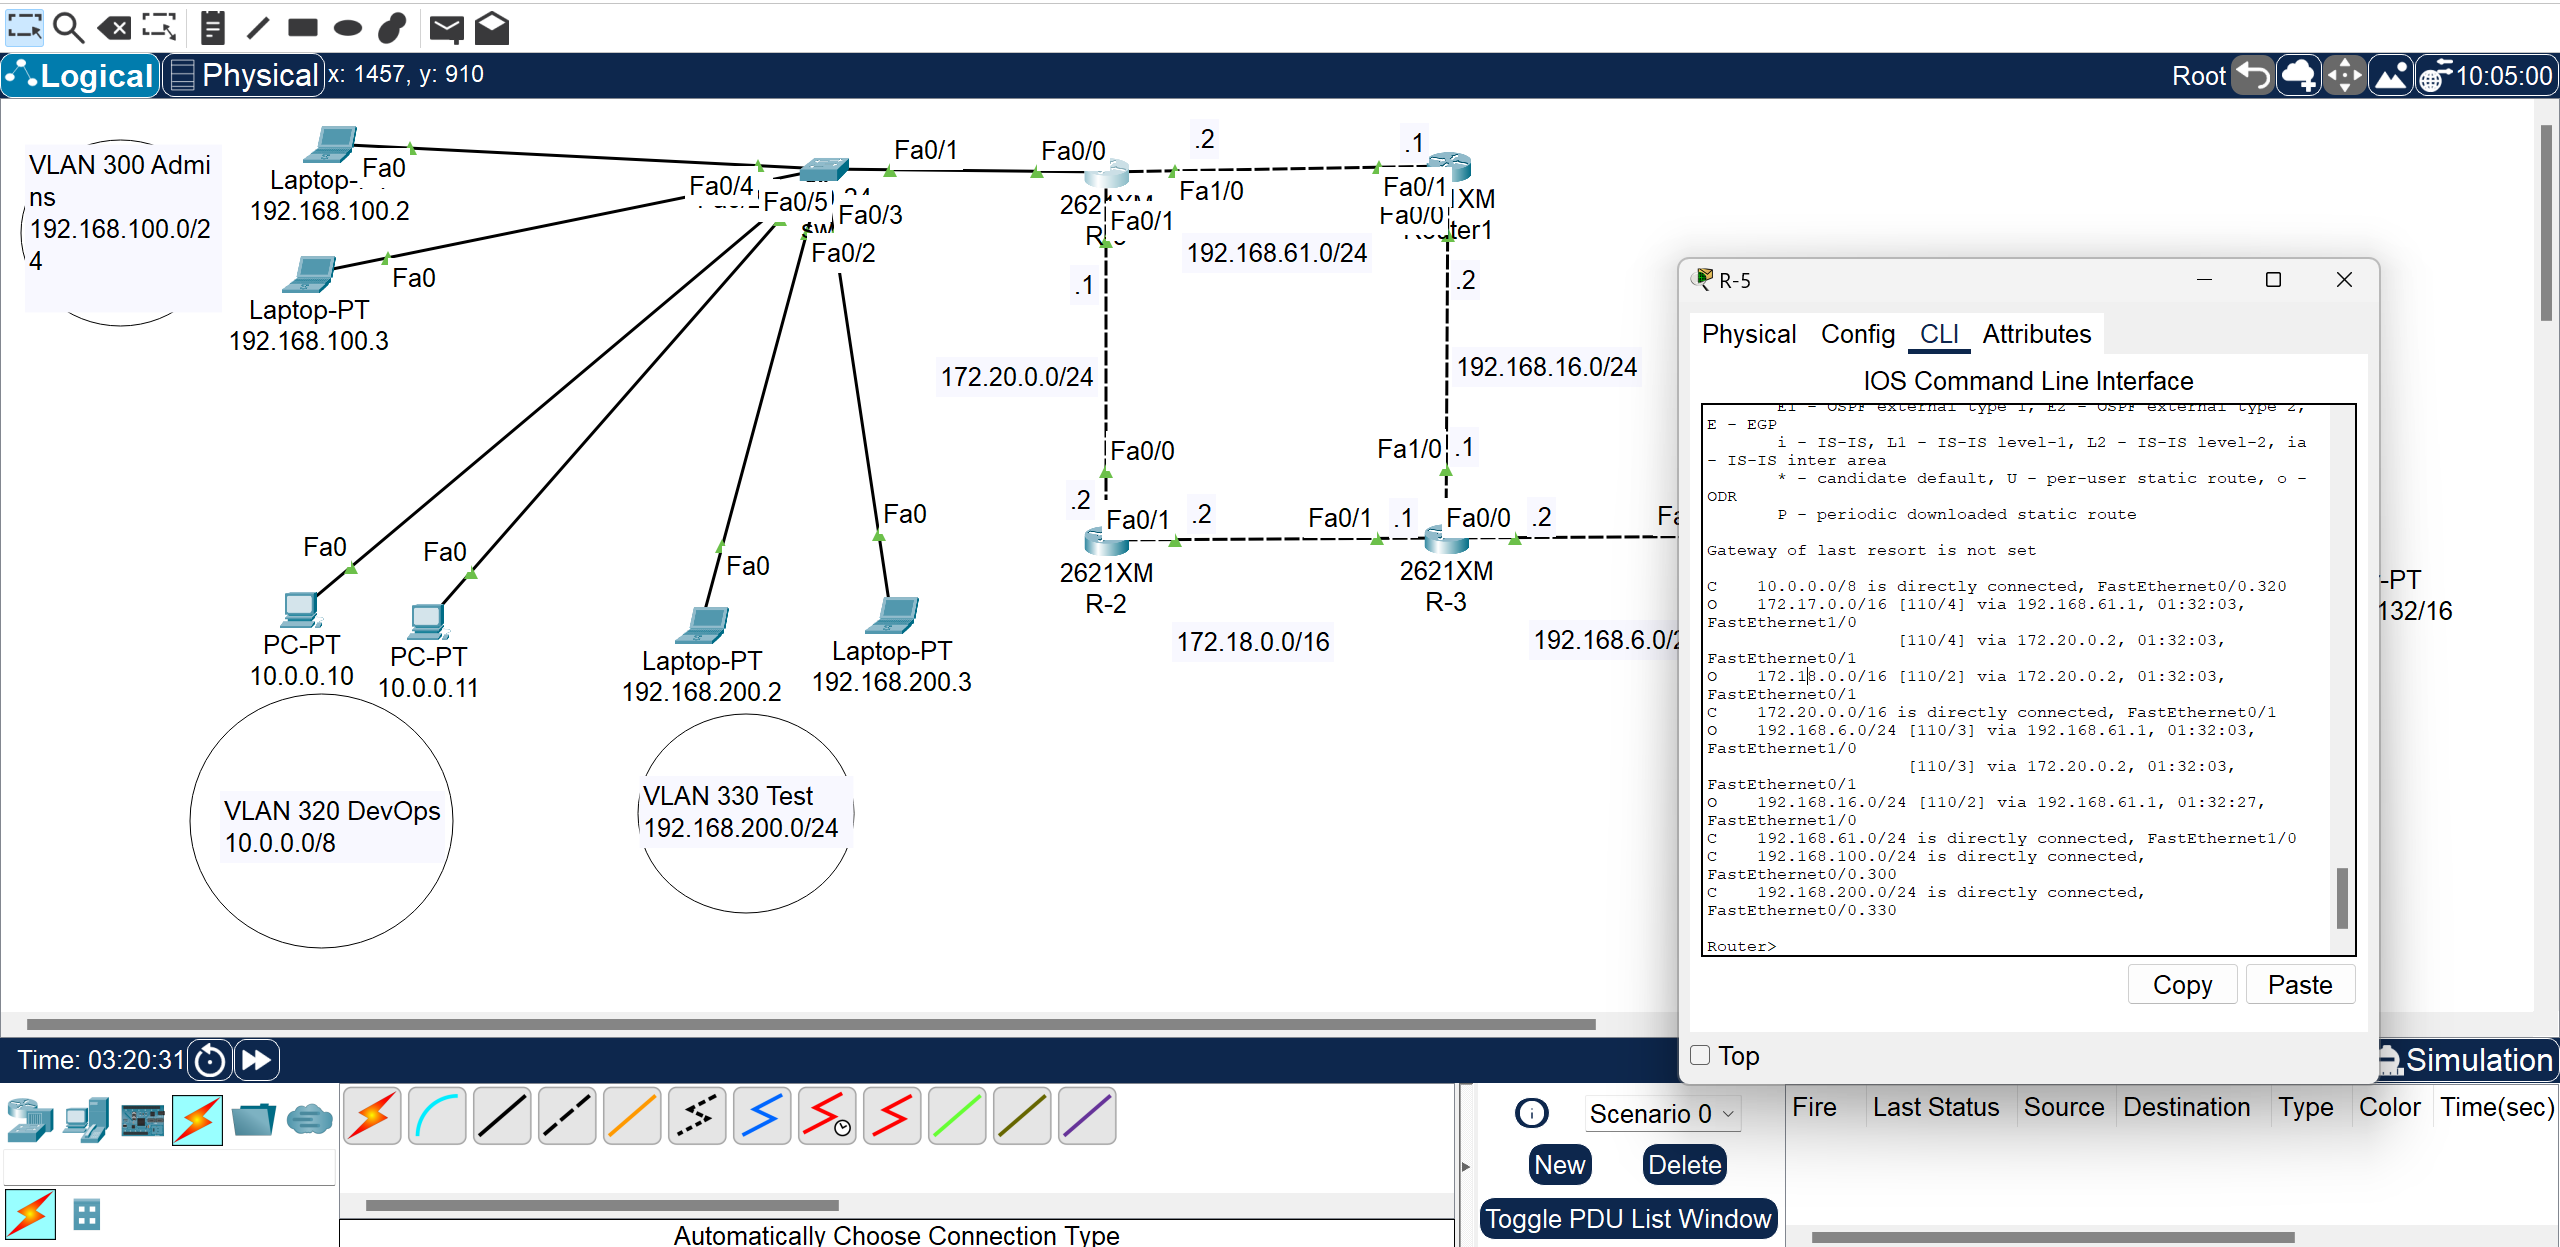 Logical
Physical
x: 1457, y: 910
Root
10:05:00
VLAN 300 Admi
ns
192.168.100.0/2
4
Fa0
192.168.100.2
Fa0
Laptop-PT
192.168.100.3
Fa0/4
Fa0/5
Fa0/3
Fa0/2
Fa0/1
Fa0/0
Fa0/1
.2
Fa1/0
192.168.61.0/24
.1
Fa0/1
Fa0/0
.1
172.20.0.0/24
.2
192.168.16.0/24
Fa0/0
Fa1/0
.1
.2
Fa0/1
.2
Fa0/1
.1
Fa0/0
.2
2621XM
R-2
2621XM
R-3
172.18.0.0/16
Fa0
Fa0
Fa0
Fa0
PC-PT
10.0.0.10
PC-PT
10.0.0.11
Laptop-PT
192.168.200.2
Laptop-PT
192.168.200.3
VLAN 320 DevOps
10.0.0.0/8
VLAN 330 Test
192.168.200.0/24
-PT
132/16
R-5
Physical
Config
CLI
Attributes
IOS Command Line Interface
E1 - OSPF external type 1, E2 - OSPF external type 2,
E - EGP
i - IS-IS, L1 - IS-IS level-1, L2 - IS-IS level-2, ia
- IS-IS inter area
* - candidate default, U - per-user static route, o -
ODR
P - periodic downloaded static route
Gateway of last resort is not set
C 10.0.0.0/8 is directly connected, FastEthernet0/0.320
O 172.17.0.0/16 [110/4] via 192.168.61.1, 01:32:03,
FastEthernet1/0
[110/4] via 172.20.0.2, 01:32:03,
FastEthernet0/1
O 172.18.0.0/16 [110/2] via 172.20.0.2, 01:32:03,
FastEthernet0/1
C 172.20.0.0/16 is directly connected, FastEthernet0/1
O 192.168.6.0/24 [110/3] via 192.168.61.1, 01:32:03,
FastEthernet1/0
[110/3] via 172.20.0.2, 01:32:03,
FastEthernet0/1
O 192.168.16.0/24 [110/2] via 192.168.61.1, 01:32:27,
FastEthernet1/0
C 192.168.61.0/24 is directly connected, FastEthernet1/0
C 192.168.100.0/24 is directly connected,
FastEthernet0/0.300
C 192.168.200.0/24 is directly connected,
FastEthernet0/0.330
Router>
Copy
Paste
Top
Time: 03:20:31
Simulation
Scenario 0
New
Delete
Toggle PDU List Window
Fire
Last Status
Source
Destination
Type
Color
Time(sec)
Automatically Choose Connection Type